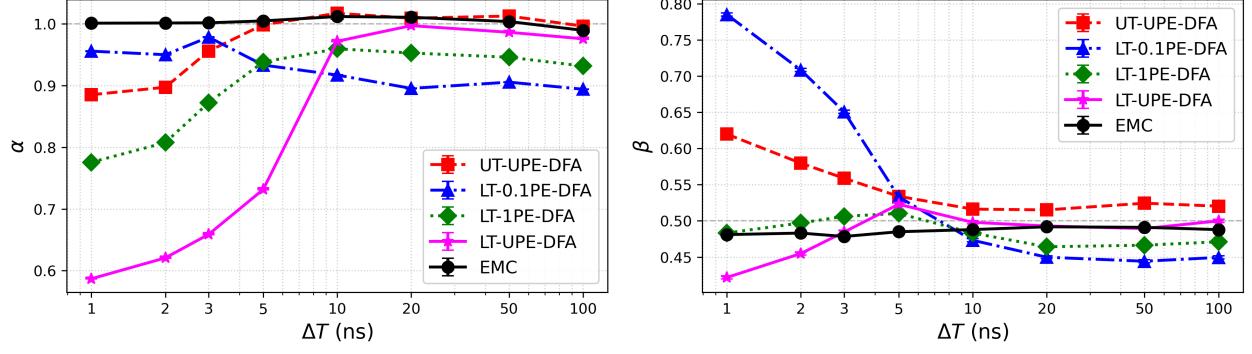 1.0
0.9
0.8
0.7
0.6
α
1 2 3 5 10 20 50 100
ΔT (ns)
UT-UPE-DFA
LT-0.1PE-DFA
LT-1PE-DFA
LT-UPE-DFA
EMC
0.80
0.75
0.70
0.65
0.60
0.55
0.50
0.45
β
1 2 3 5 10 20 50 100
ΔT (ns)
UT-UPE-DFA
LT-0.1PE-DFA
LT-1PE-DFA
LT-UPE-DFA
EMC